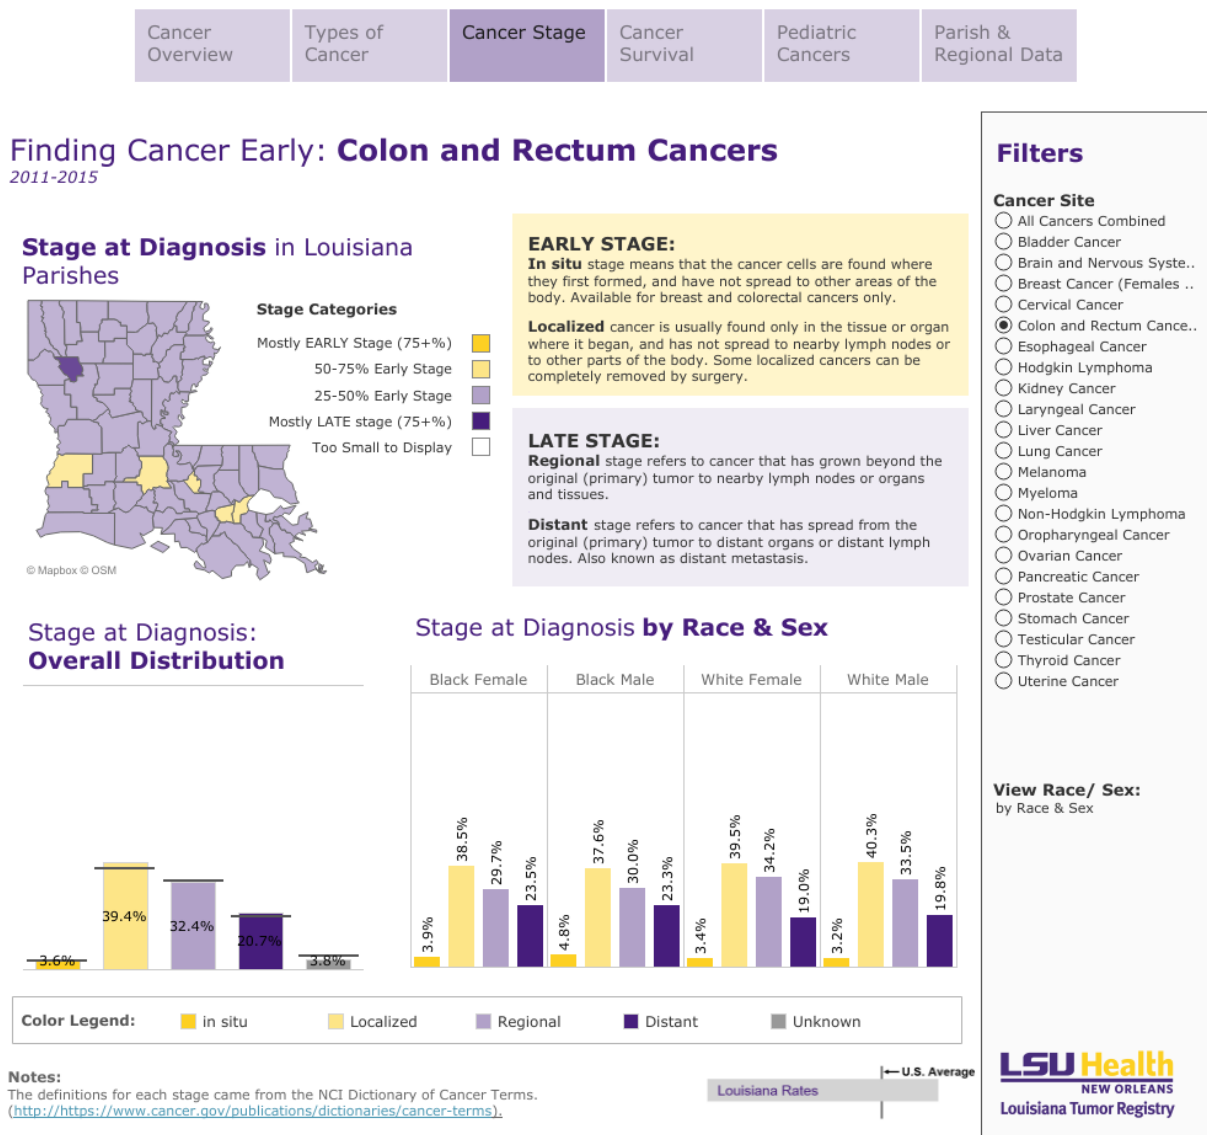 Cancer Overview
Types of Cancer
Cancer Stage
Cancer Survival
Pediatric Cancers
Parish & Regional Data
Finding Cancer Early: Colon and Rectum Cancers
2011-2015
Stage at Diagnosis in Louisiana
Parishes
Stage Categories
Mostly EARLY Stage (75+%)
50-75% Early Stage
25-50% Early Stage
Mostly LATE stage (75+%)
Too Small to Display
© Mapbox © OSM
EARLY STAGE:
In situ stage means that the cancer cells are found where
they first formed, and have not spread to other areas of the
body. Available for breast and colorectal cancers only.
Localized cancer is usually found only in the tissue or organ
where it began, and has not spread to nearby lymph nodes or
to other parts of the body. Some localized cancers can be
completely removed by surgery.
LATE STAGE:
Regional stage refers to cancer that has grown beyond the
original (primary) tumor to nearby lymph nodes or organs
and tissues.
Distant stage refers to cancer that has spread from the
original (primary) tumor to distant organs or distant lymph
nodes. Also known as distant metastasis.
Stage at Diagnosis:
Overall Distribution
3.6%
39.4%
32.4%
20.7%
3.8%
Stage at Diagnosis by Race & Sex
Black Female
Black Male
White Female
White Male
3.9%
38.5%
29.7%
23.5%
4.8%
37.6%
30.0%
23.3%
3.4%
39.5%
34.2%
19.0%
3.2%
40.3%
33.5%
19.8%
Color Legend:
in situ
Localized
Regional
Distant
Unknown
Notes:
The definitions for each stage came from the NCI Dictionary of Cancer Terms.
(http://https://www.cancer.gov/publications/dictionaries/cancer-terms).
Louisiana Rates
U.S. Average
Filters
Cancer Site
All Cancers Combined
Bladder Cancer
Brain and Nervous Syste..
Breast Cancer (Females ..
Cervical Cancer
Colon and Rectum Cance..
Esophageal Cancer
Hodgkin Lymphoma
Kidney Cancer
Laryngeal Cancer
Liver Cancer
Lung Cancer
Melanoma
Myeloma
Non-Hodgkin Lymphoma
Oropharyngeal Cancer
Ovarian Cancer
Pancreatic Cancer
Prostate Cancer
Stomach Cancer
Testicular Cancer
Thyroid Cancer
Uterine Cancer
View Race/ Sex:
by Race & Sex
LSU Health
NEW ORLEANS
Louisiana Tumor Registry